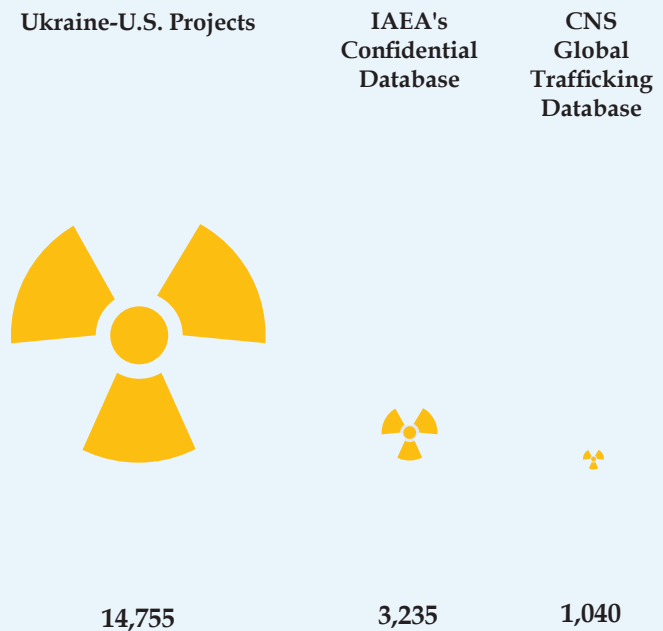 Ukraine-U.S. Projects
IAEA's
Confidential
Database
CNS
Global
Trafficking
Database
14,755
3,235
1,040